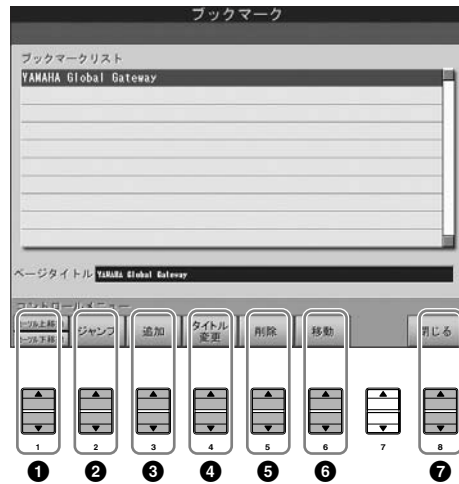 ブックマーク
ブックマークリスト
YAMAHA Global Gateway
ページタイトル YAMAHA Global Gateway
コントロールメニュー
カーソル上移
カーソル下移
ジャンプ
追加
タイトル
変更
削除
移動
閉じる
1 2 3 4 5 6 7 8
❶ ❷ ❸ ❹ ❺ ❻ ❼